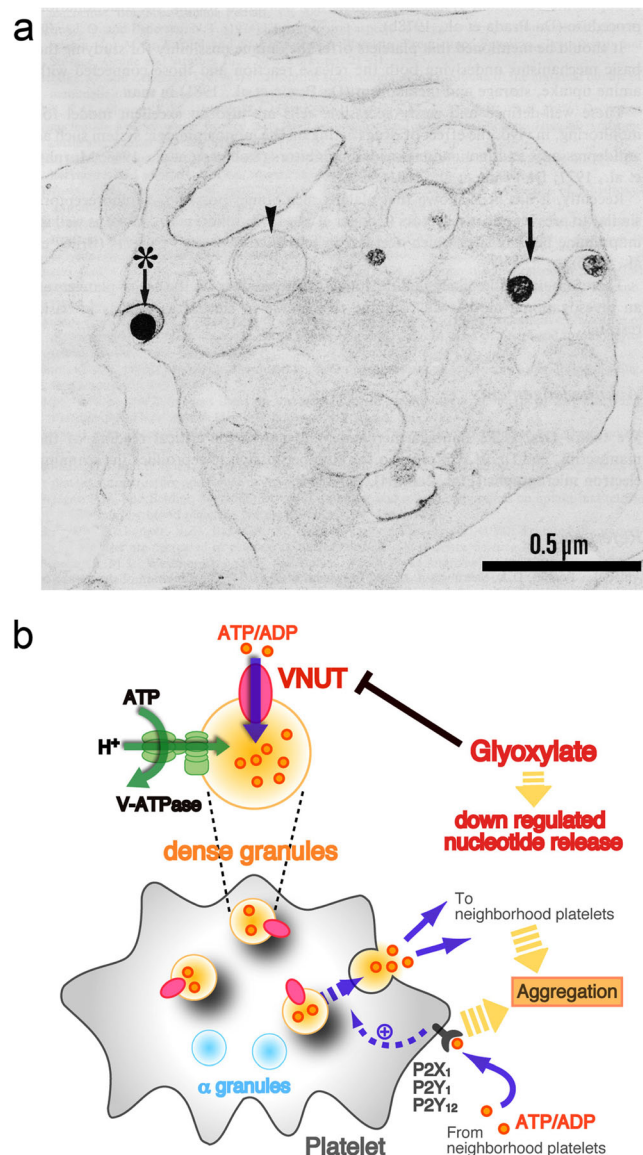 a
*
0.5 µm
b
ATP/ADP
VNUT
ATP
H+
V-ATPase
Glyoxylate
down regulated
nucleotide release
dense granules
To
neighborhood platelets
Aggregation
+
P2X1
P2Y1
P2Y12
α granules
ATP/ADP
From
neighborhood platelets
Platelet